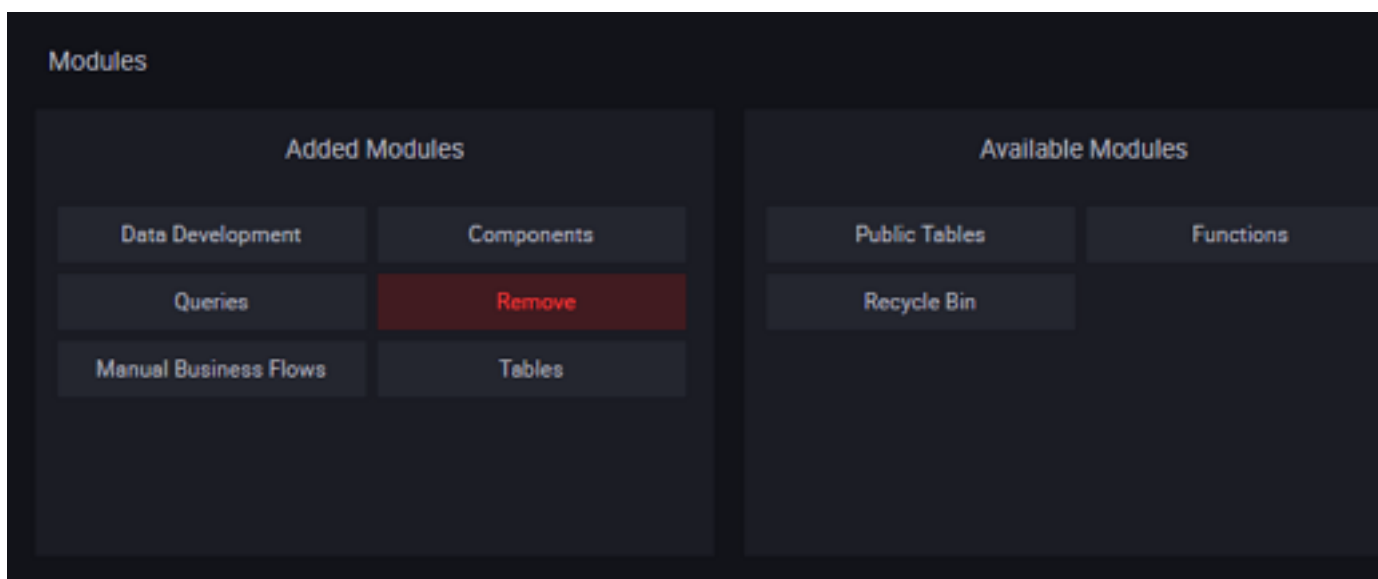 Modules
Added Modules
Data Development
Components
Queries
Remove
Manual Business Flows
Tables
Available Modules
Public Tables
Functions
Recycle Bin